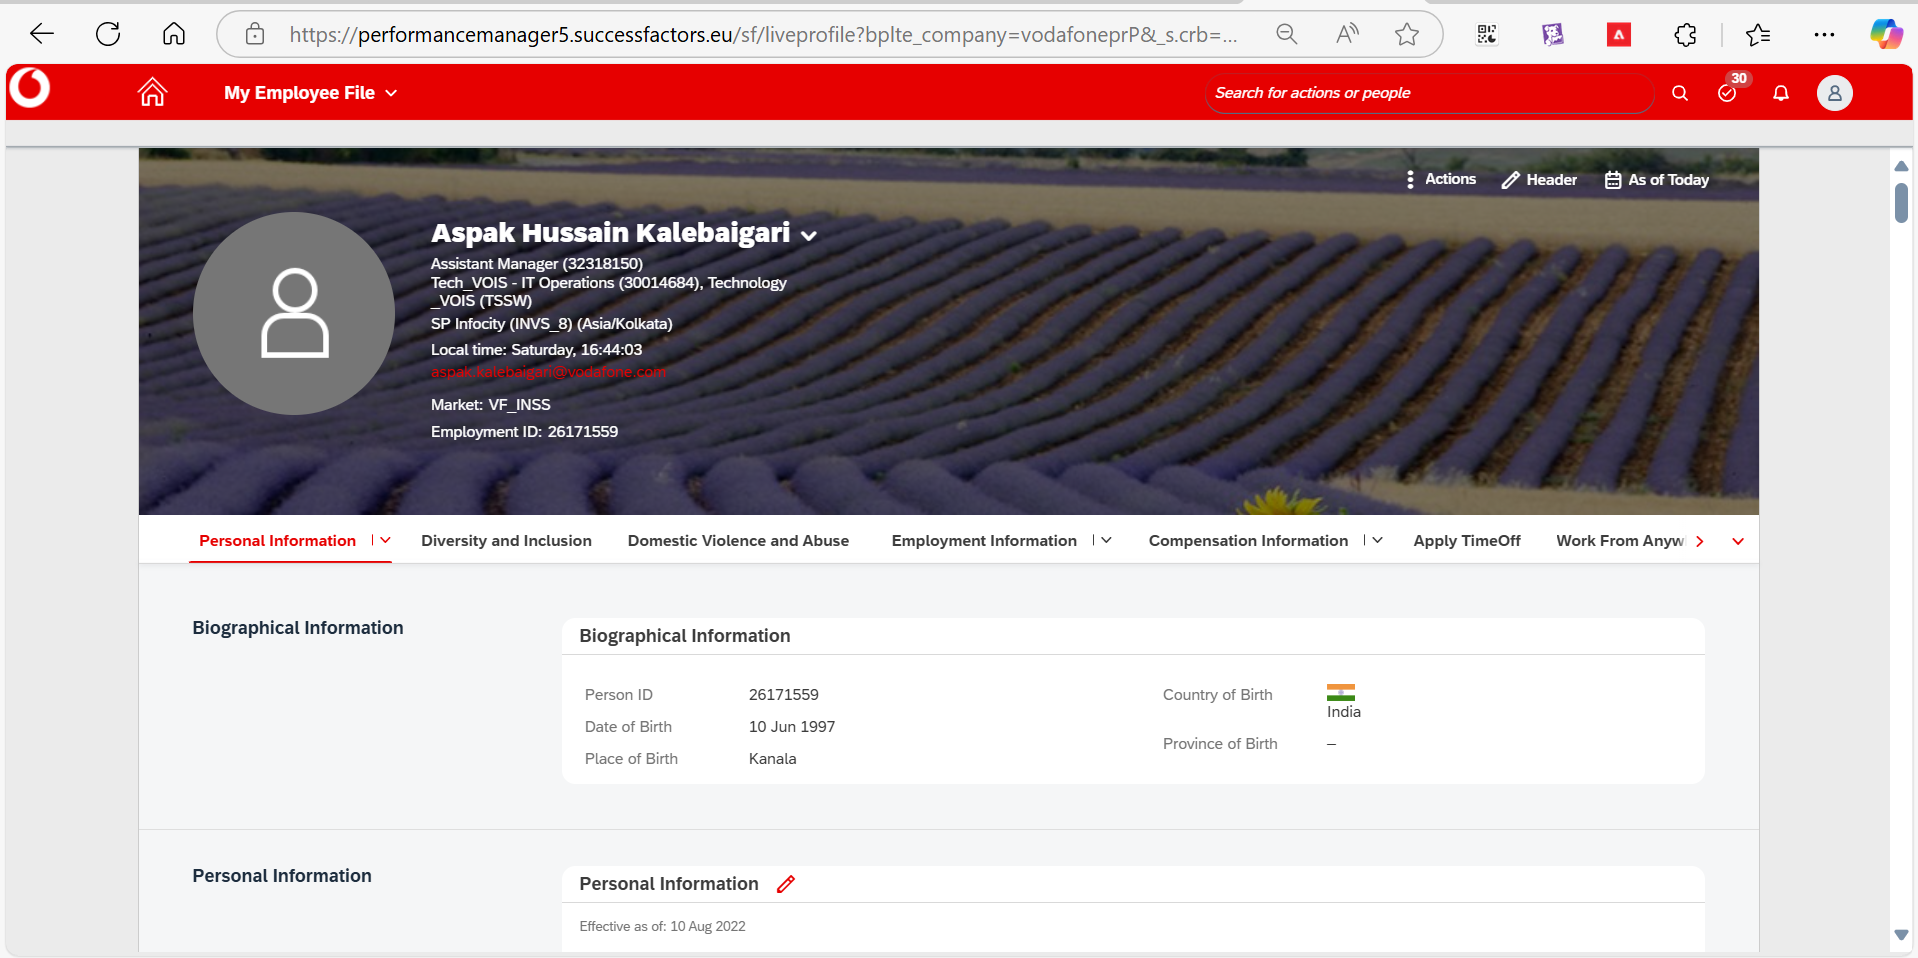 https://performancemanager5.successfactors.eu/sf/liveprofile?bplte_company=vodafoneprP&_s.crb=...
My Employee File
Search for actions or people
30
Actions
Header
As of Today
Aspak Hussain Kalebaigari
Assistant Manager (32318150)
Tech_VOIS - IT Operations (30014684), Technology
_VOIS (TSSW)
SP Infocity (INVS_8) (Asia/Kolkata)
Local time: Saturday, 16:44:03
aspak.kalebaigari@vodafone.com
Market: VF_INSS
Employment ID: 26171559
Personal Information
Diversity and Inclusion
Domestic Violence and Abuse
Employment Information
Compensation Information
Apply TimeOff
Work From Anyw
Biographical Information
Biographical Information
Person ID 26171559
Date of Birth 10 Jun 1997
Place of Birth Kanala
Country of Birth
India
Province of Birth –
Personal Information
Personal Information
Effective as of: 10 Aug 2022